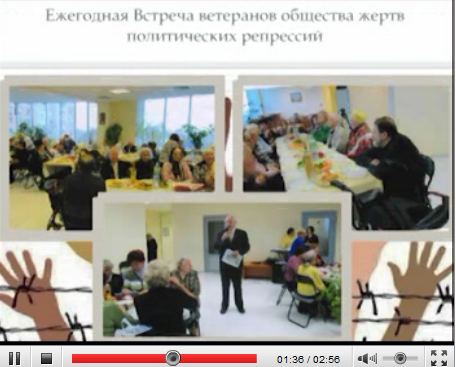 Ежегодная Встреча ветеранов общества жертв
политических репрессий
01:36 / 02:56